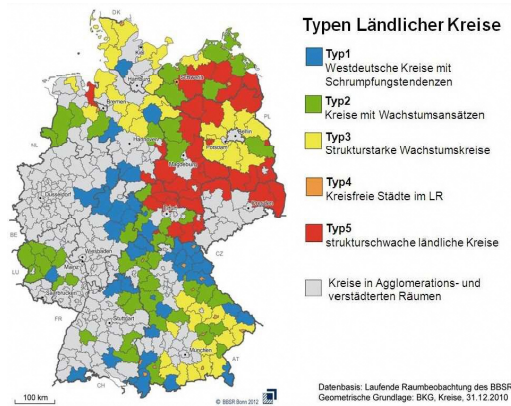 Typen Ländlicher Kreise
Typ1
Westdeutsche Kreise mit
Schrumpfungstendenzen
Typ2
Kreise mit Wachstumsansätzen
Typ3
Strukturstarke Wachstumskreise
Typ4
Kreisfreie Städte im LR
Typ5
strukturschwache ländliche Kreise
Kreise in Agglomerations- und
verstädterten Räumen
DK
Kiel
Hamburg
Schwerin
Bremen
PL
Berlin
Hannover
Potsdam
NL
Magdeburg
Düsseldorf
Erfurt
Dresden
BE
Wiesbaden
CZ
LU
Mainz
Saarbrücken
Stuttgart
FR
München
AT
CH
100 km
© BBSR Bonn 2012
Datenbasis: Laufende Raumbeobachtung des BBSR
Geometrische Grundlage: BKG, Kreise, 31.12.2010